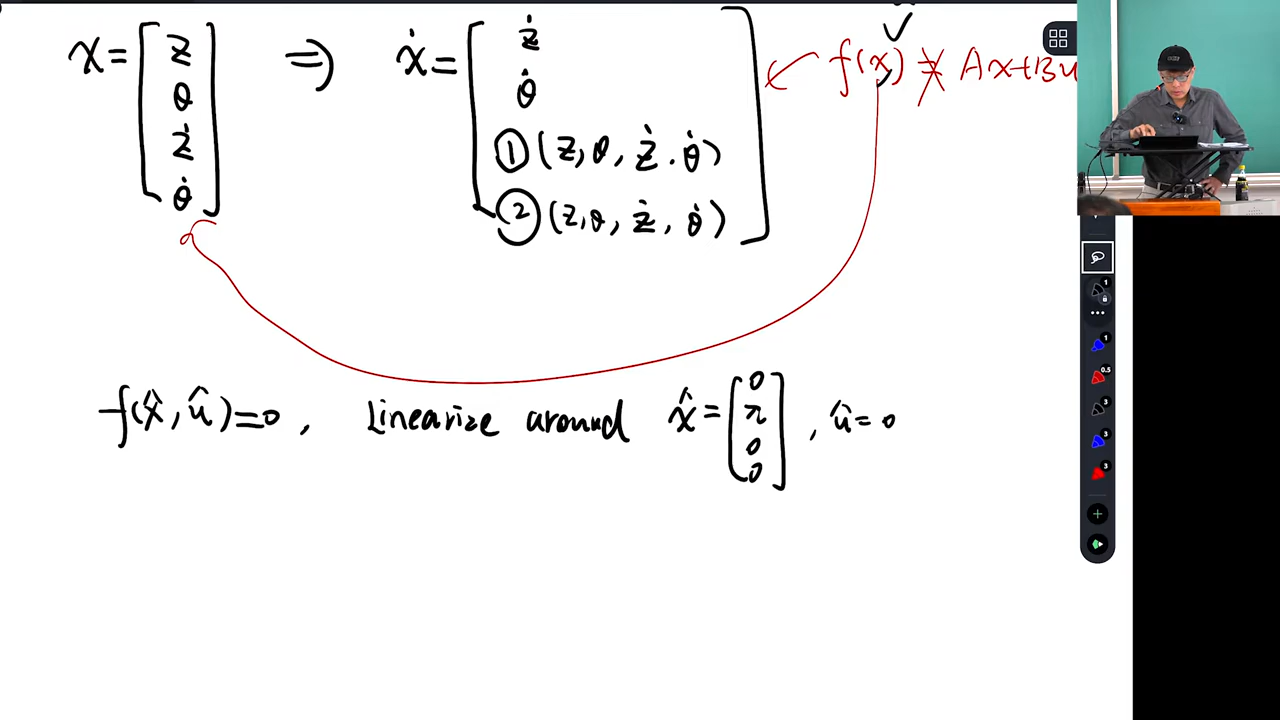 x = [ z θ ż θ̇ ] ⇒ ẋ = [ ż θ̇ ①(z, θ, ż, θ̇) ②(z, θ, ż, θ̇) ] ↙ f(x) ≠ Ax+Bu
f(x̂, û)=0, Linearize around x̂ = [ 0 π 0 0 ], û=0